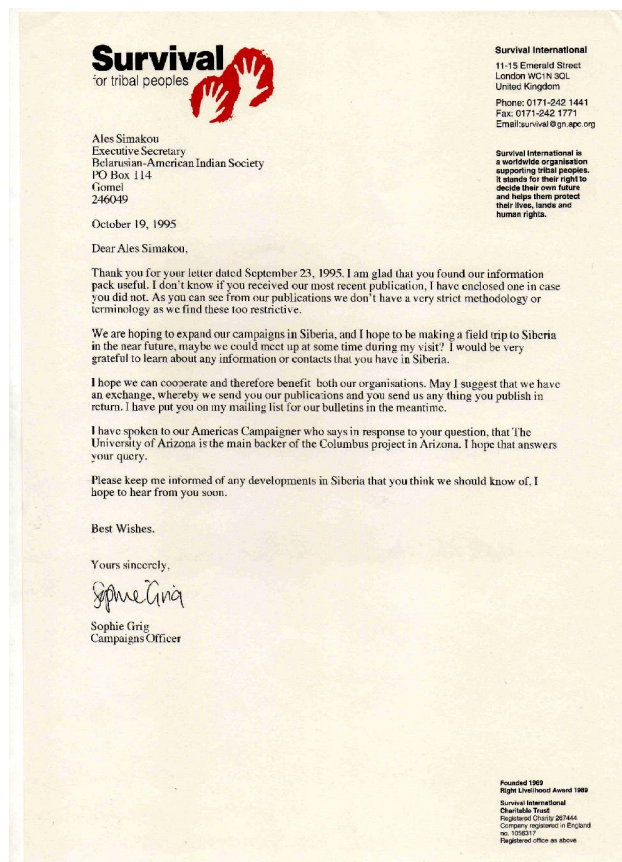 Survival
for tribal peoples
Survival International
11-15 Emerald Street
London WC1N 3QL
United Kingdom
Phone: 0171-242 1441
Fax: 0171-242 1771
Email:survival@gn.apc.org
Survival International is
a worldwide organisation
supporting tribal peoples.
It stands for their right to
decide their own future
and helps them protect
their lives, lands and
human rights.
Ales Simakou
Executive Secretary
Belarusian-American Indian Society
PO Box 114
Gomel
246049
October 19, 1995
Dear Ales Simakou,
Thank you for your letter dated September 23, 1995. I am glad that you found our information
pack useful. I don't know if you received our most recent publication, I have enclosed one in case
you did not. As you can see from our publications we don't have a very strict methodology or
terminology as we find these too restrictive.
We are hoping to expand our campaigns in Siberia, and I hope to be making a field trip to Siberia
in the near future, maybe we could meet up at some time during my visit? I would be very
grateful to learn about any information or contacts that you have in Siberia.
I hope we can cooperate and therefore benefit both our organisations. May I suggest that we have
an exchange, whereby we send you our publications and you send us any thing you publish in
return. I have put you on my mailing list for our bulletins in the meantime.
I have spoken to our Americas Campaigner who says in response to your question, that The
University of Arizona is the main backer of the Columbus project in Arizona. I hope that answers
your query.
Please keep me informed of any developments in Siberia that you think we should know of, I
hope to hear from you soon.
Best Wishes.
Yours sincerely,
Sophie Grig
Sophie Grig
Campaigns Officer
Founded 1969
Right Livelihood Award 1989
Survival International
Charitable Trust
Registered Charity 267444
Company registered in England
no. 1056317
Registered office as above